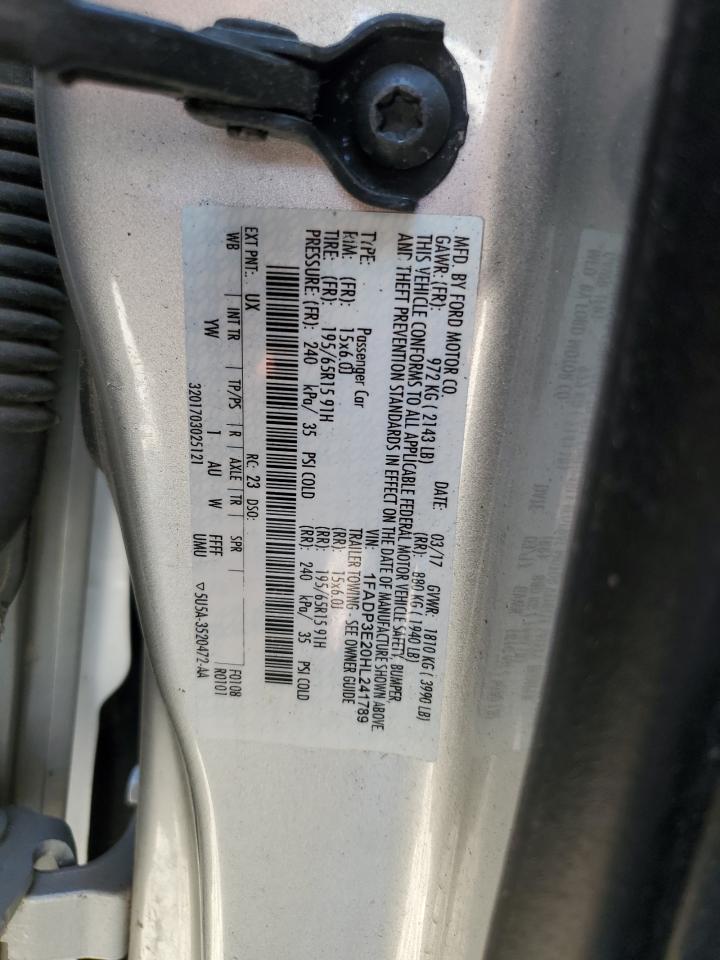 MFD. BY FORD MOTOR CO.
DATE: 03/17 GVWR: 1810 KG ( 3990 LB)
GAWR: (FR): 972 KG ( 2143 LB) (RR): 880 KG ( 1940 LB)
THIS VEHICLE CONFORMS TO ALL APPLICABLE FEDERAL MOTOR VEHICLE SAFETY, BUMPER,
AND THEFT PREVENTION STANDARDS IN EFFECT ON THE DATE OF MANUFACTURE SHOWN ABOVE
VIN: 1FADP3E20HL241789
TYPE: Passenger Car TRAILER TOWING - SEE OWNER GUIDE
RIM: (FR): 15x6.0J (RR): 15x6.0J
TIRE: (FR): 195/65R15 91H (RR): 195/65R15 91H
PRESSURE: (FR): 240 kPa/ 35 PSI COLD (RR): 240 kPa/ 35 PSI COLD
EXT PNT: UX RC: 23 DSO: F0108
R0101
WB INT TR TP/PS R AXLE TR SPR
YW 1 AU W FEFF
3201703025121 UMU ▽ 5U5A-3520472-AA